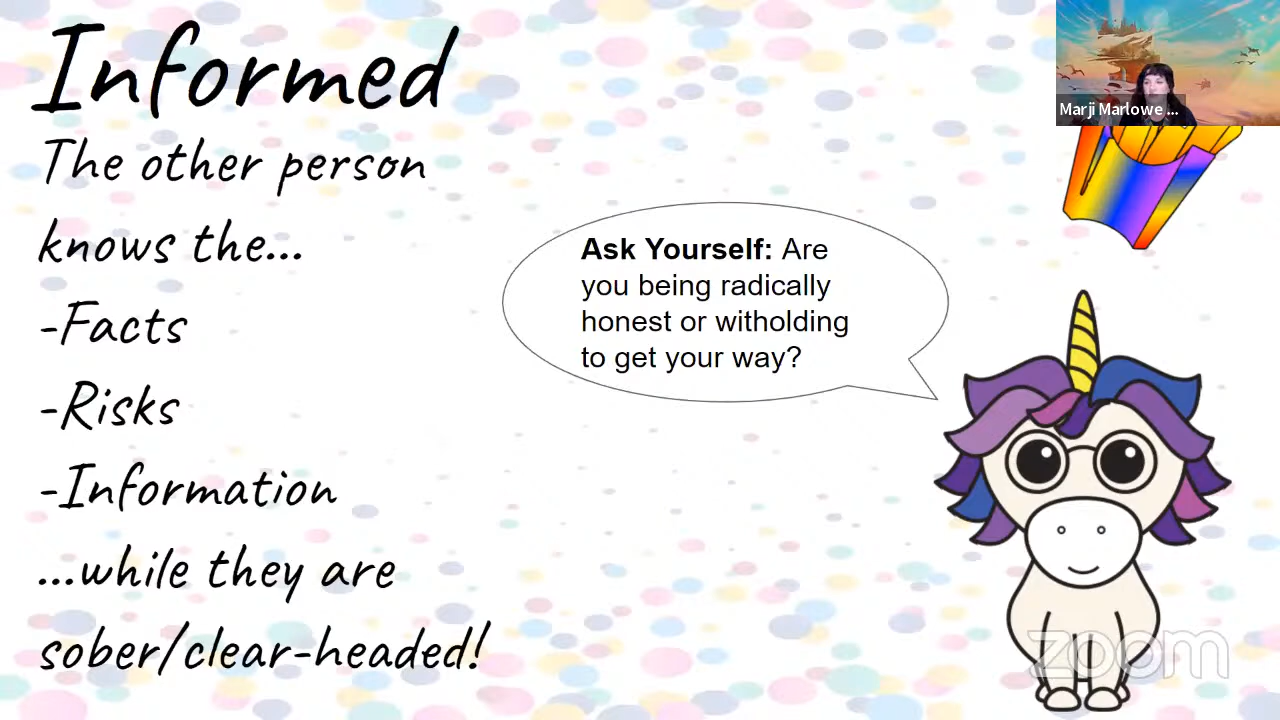 Informed
The other person
knows the...
-Facts
-Risks
-Information
...while they are
sober/clear-headed!
Ask Yourself: Are
you being radically
honest or witholding
to get your way?
Marji Marlowe ...
zoom